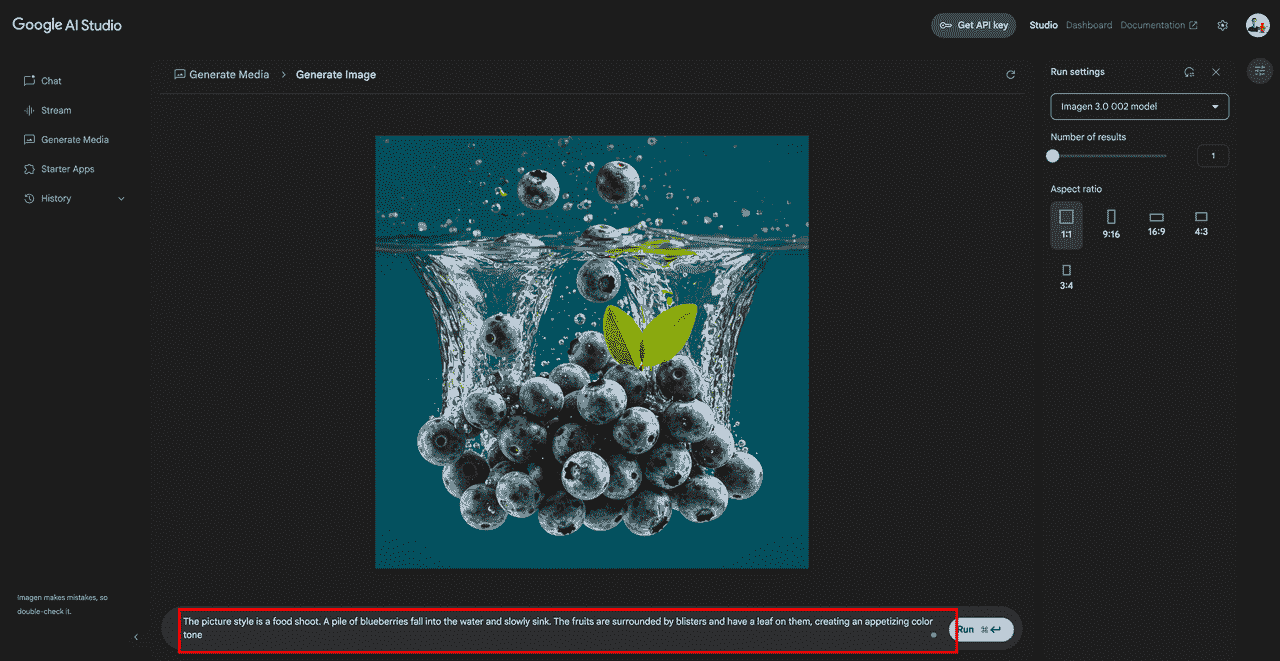 Google AI Studio
Get API key
Studio
Dashboard
Documentation
Chat
Stream
Generate Media
Starter Apps
History
Generate Media > Generate Image
Run settings
Imagen 3.0 002 model
Number of results
1
Aspect ratio
1:1
9:16
16:9
4:3
3:4
Imagen makes mistakes, so
double-check it.
The picture style is a food shoot. A pile of blueberries fall into the water and slowly sink. The fruits are surrounded by blisters and have a leaf on them, creating an appetizing color
tone
Run ⌘↵